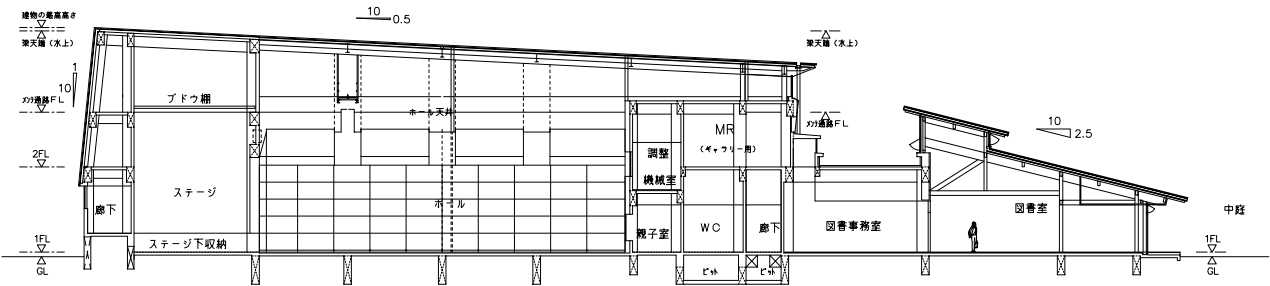 建物の最高高さ
梁天端（水上）
10
0.5
梁天端（水上）
1
10
ﾒﾝﾃ通路ＦＬ
ブドウ棚
ホール天井
ＭＲ
（ギャラリー用）
ﾒﾝﾃ通路ＦＬ
10
2.5
2FL
調整
機械室
ステージ
ホール
廊下
図書室
中庭
親子室
ＷＣ
廊下
図書事務室
1FL
ステージ下収納
1FL
GL
ﾋﾟｯﾄ
ﾋﾟｯﾄ
GL